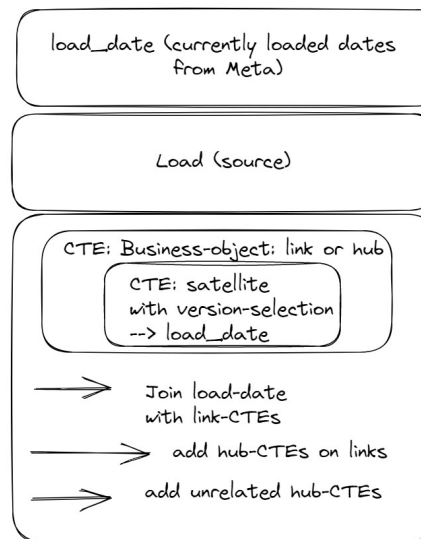 load_date (currently loaded dates
from Meta)
Load (source)
CTE: Business-object: link or hub
CTE: satellite
with version-selection
--> load_date
Join load-date
with link-CTEs
add hub-CTEs on links
add unrelated hub-CTEs